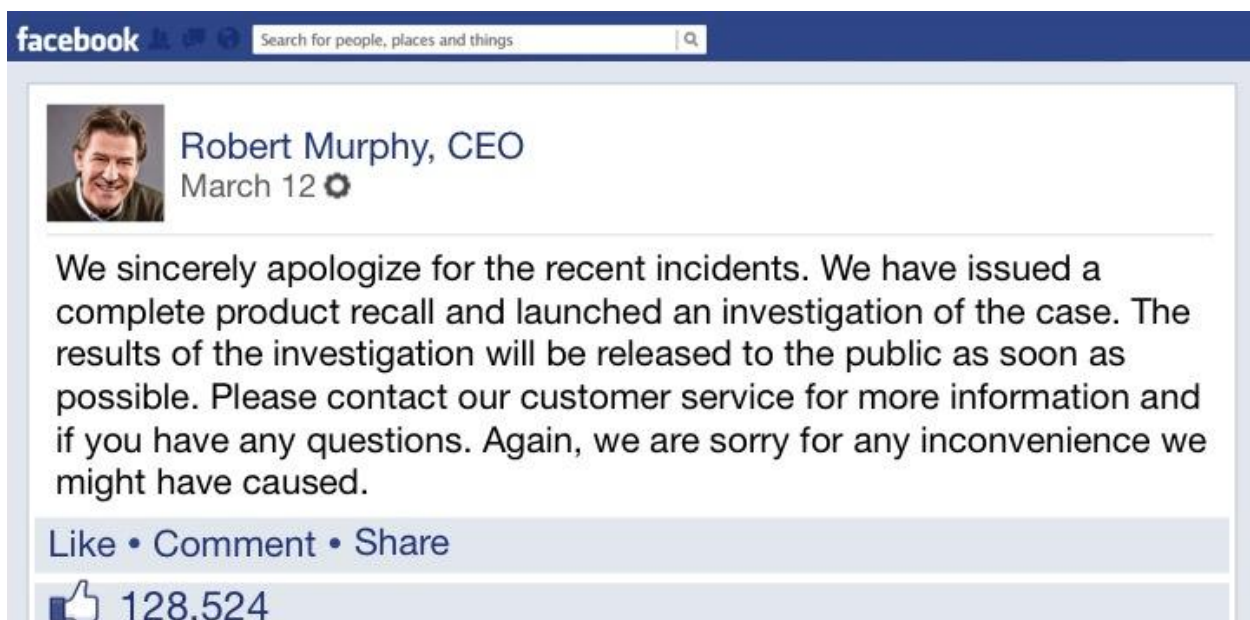 facebook Search for people, places and things
Robert Murphy, CEO
March 12
We sincerely apologize for the recent incidents. We have issued a
complete product recall and launched an investigation of the case. The
results of the investigation will be released to the public as soon as
possible. Please contact our customer service for more information and
if you have any questions. Again, we are sorry for any inconvenience we
might have caused.
Like • Comment • Share
128.524